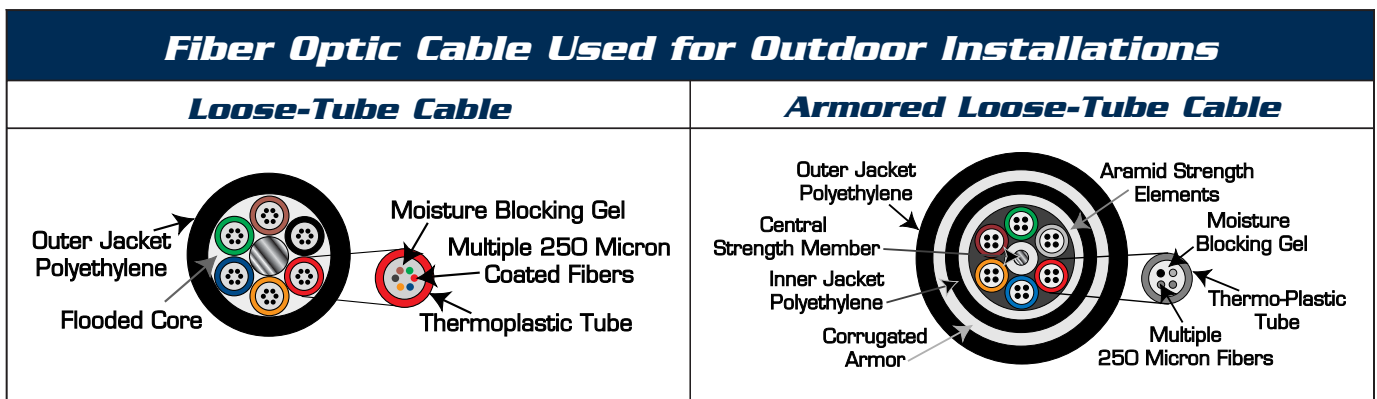 Fiber Optic Cable Used for Outdoor Installations
Loose-Tube Cable
Armored Loose-Tube Cable
Outer Jacket
Polyethylene
Flooded Core
Moisture Blocking Gel
Multiple 250 Micron
Coated Fibers
Thermoplastic Tube
Outer Jacket
Polyethylene
Central
Strength Member
Inner Jacket
Polyethylene
Corrugated
Armor
Aramid Strength
Elements
Moisture
Blocking Gel
Thermo-Plastic
Tube
Multiple
250 Micron Fibers